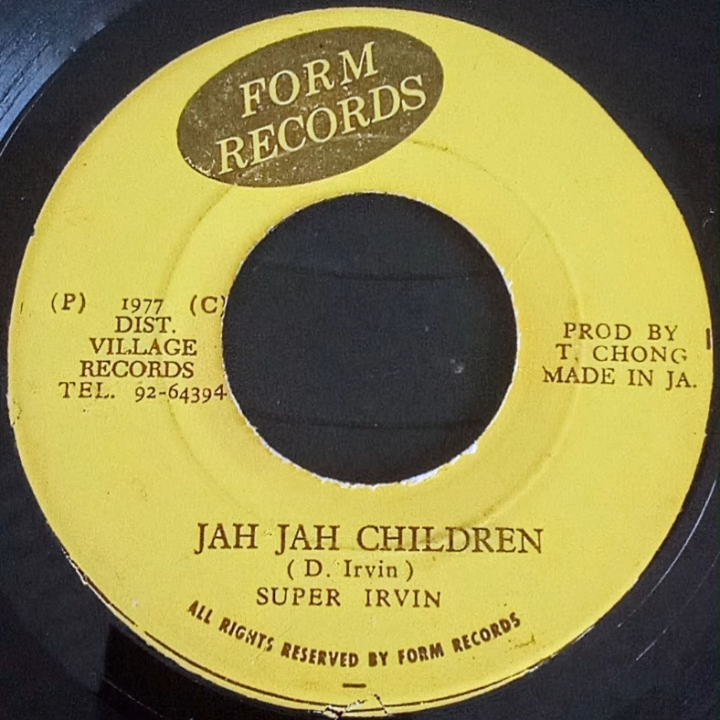 FORM
RECORDS
(P) 1977 (C)
DIST.
VILLAGE
RECORDS
TEL. 92-64394
PROD BY
T. CHONG
MADE IN JA.
JAH JAH CHILDREN
( D. Irvin )
SUPER IRVIN
ALL RIGHTS RESERVED BY FORM RECORDS